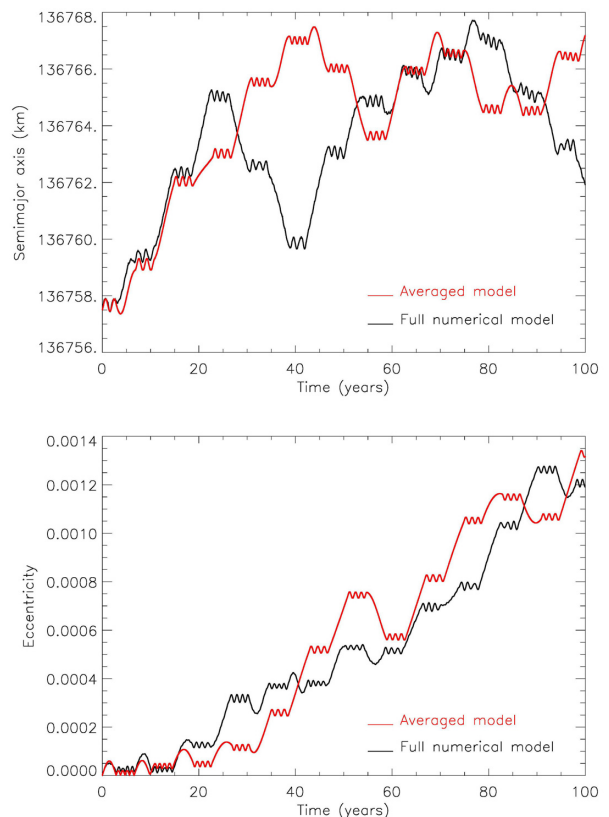 136768.
136766.
136764.
136762.
136760.
136758.
136756.
Semimajor axis (km)
Averaged model
Full numerical model
0 20 40 60 80 100
Time (years)
0.0014
0.0012
0.0010
0.0008
0.0006
0.0004
0.0002
0.0000
Eccentricity
Averaged model
Full numerical model
0 20 40 60 80 100
Time (years)